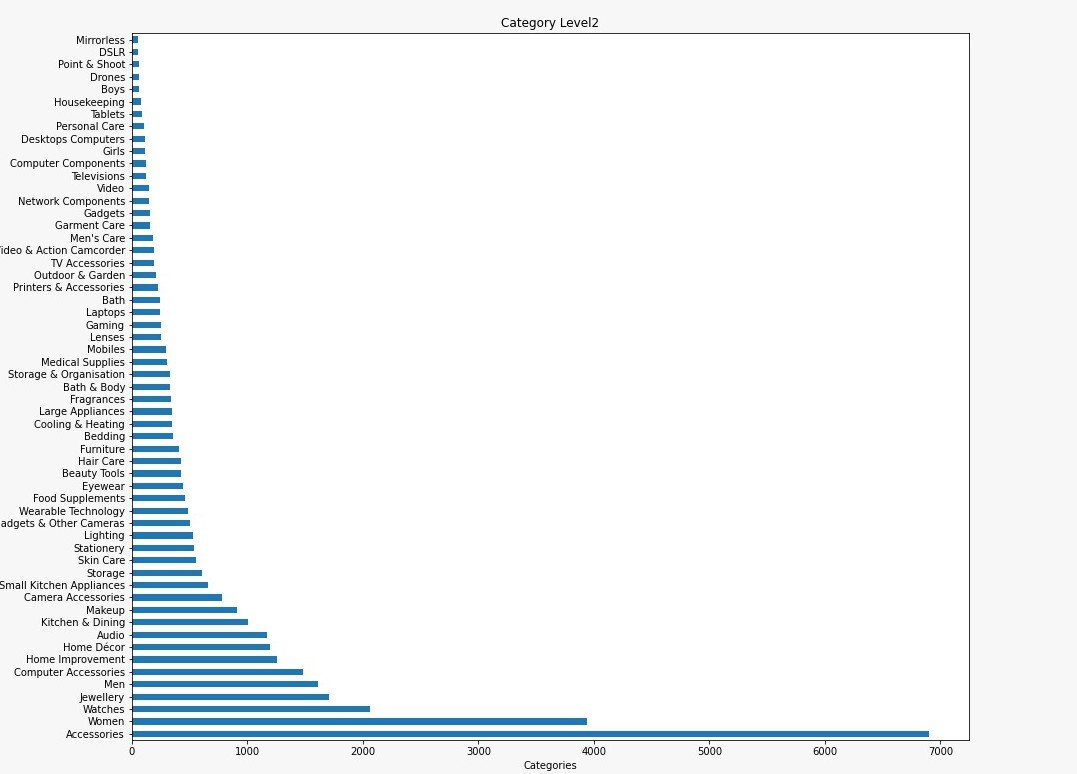 Category Level2
Mirrorless
DSLR
Point & Shoot
Drones
Boys
Housekeeping
Tablets
Personal Care
Desktops Computers
Girls
Computer Components
Televisions
Video
Network Components
Gadgets
Garment Care
Men's Care
ideo & Action Camcorder
TV Accessories
Outdoor & Garden
Printers & Accessories
Bath
Laptops
Gaming
Lenses
Mobiles
Medical Supplies
Storage & Organisation
Bath & Body
Fragrances
Large Appliances
Cooling & Heating
Bedding
Furniture
Hair Care
Beauty Tools
Eyewear
Food Supplements
Wearable Technology
adgets & Other Cameras
Lighting
Stationery
Skin Care
Storage
Small Kitchen Appliances
Camera Accessories
Makeup
Kitchen & Dining
Audio
Home Décor
Home Improvement
Computer Accessories
Men
Jewellery
Watches
Women
Accessories
0 1000 2000 3000 4000 5000 6000 7000
Categories